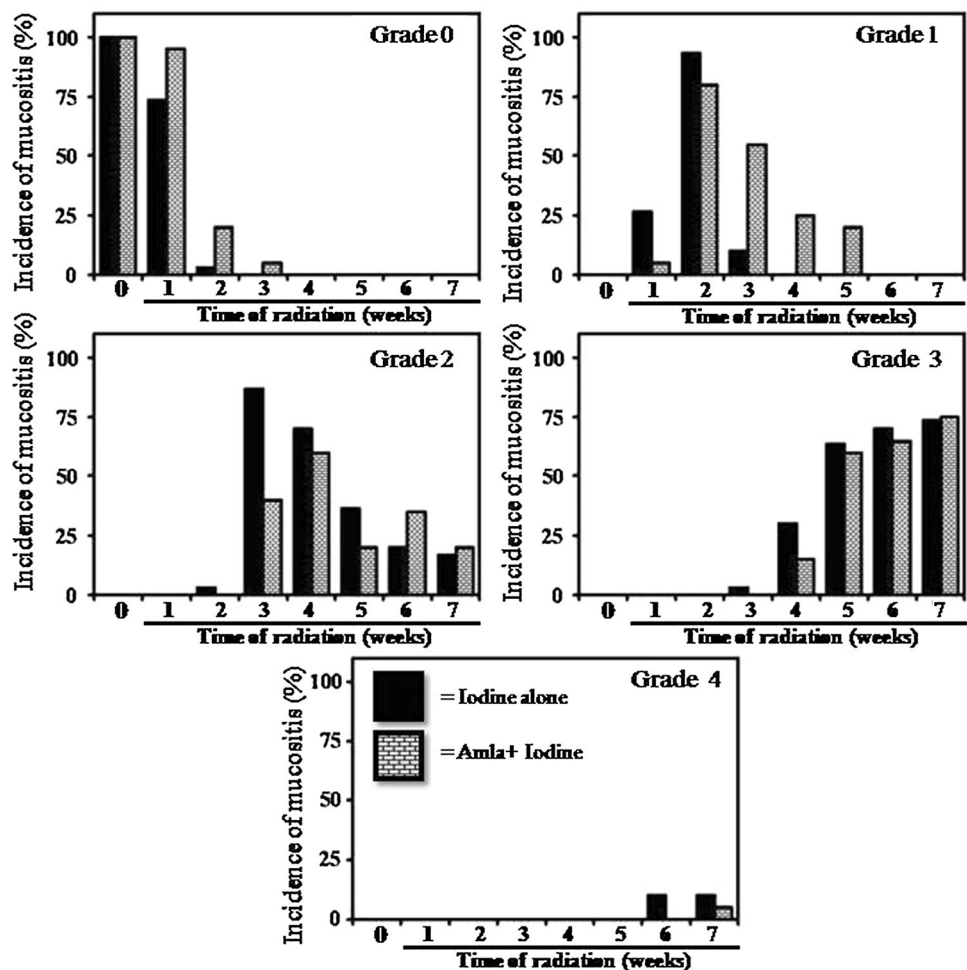 Grade 0
Incidence of mucositis (%)
100
75
50
25
0
0 1 2 3 4 5 6 7
Time of radiation (weeks)
Grade 1
Incidence of mucositis (%)
100
75
50
25
0
0 1 2 3 4 5 6 7
Time of radiation (weeks)
Grade 2
Incidence of mucositis (%)
100
75
50
25
0
0 1 2 3 4 5 6 7
Time of radiation (weeks)
Grade 3
Incidence of mucositis (%)
100
75
50
25
0
0 1 2 3 4 5 6 7
Time of radiation (weeks)
Grade 4
Incidence of mucositis (%)
100
75
50
25
0
= Iodine alone
= Amla+ Iodine
0 1 2 3 4 5 6 7
Time of radiation (weeks)